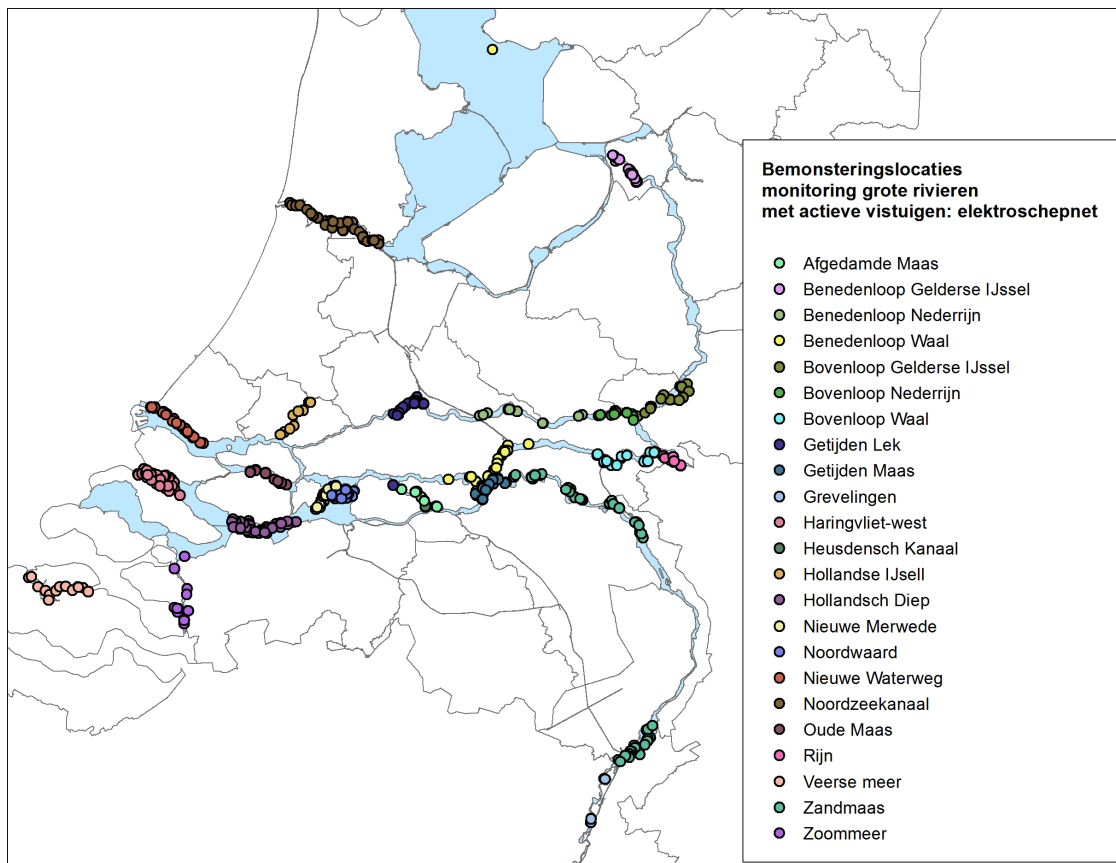 Bemonsteringslocaties
monitoring grote rivieren
met actieve vistuigen: elektroschepnet
Afgedamde Maas
Benedenloop Gelderse IJssel
Benedenloop Nederrijn
Benedenloop Waal
Bovenloop Gelderse IJssel
Bovenloop Nederrijn
Bovenloop Waal
Getijden Lek
Getijden Maas
Grevelingen
Haringvliet-west
Heusdensch Kanaal
Hollandse IJsell
Hollandsch Diep
Nieuwe Merwede
Noordwaard
Nieuwe Waterweg
Noordzeekanaal
Oude Maas
Rijn
Veerse meer
Zandmaas
Zoommeer